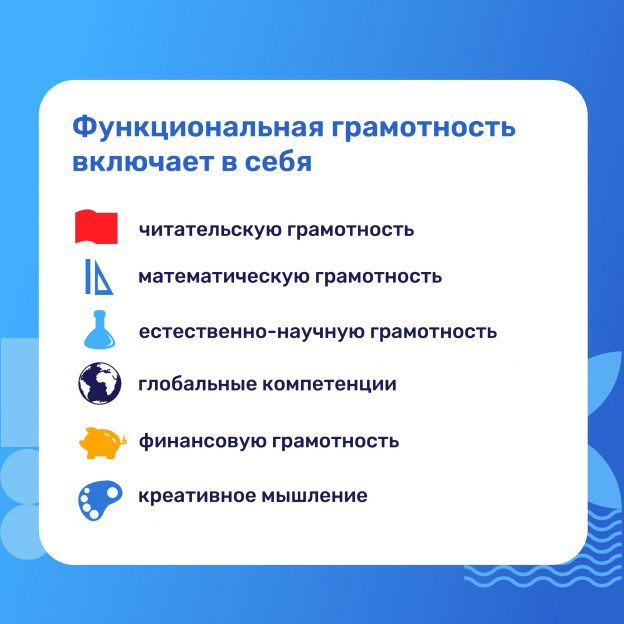 Функциональная грамотность
включает в себя
читательскую грамотность
математическую грамотность
естественно-научную грамотность
глобальные компетенции
финансовую грамотность
креативное мышление